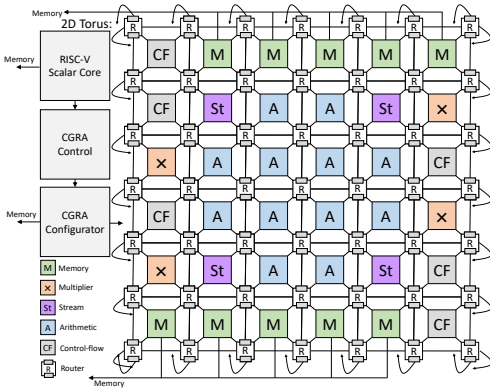 Memory
2D Torus:
R R R R R R R
CF M M M M M
R R R R R R R
CF St A A St ×
R R R R R R R
× A A A A CF
R R R R R R R
CF A A A A ×
R R R R R R R
× St A A St CF
R R R R R R R
M M M M M CF
R R R R R R R
Memory
Memory
RISC-V
Scalar Core
CGRA
Control
Memory
CGRA
Configurator
M Memory
× Multiplier
St Stream
A Arithmetic
CF Control-flow
R Router